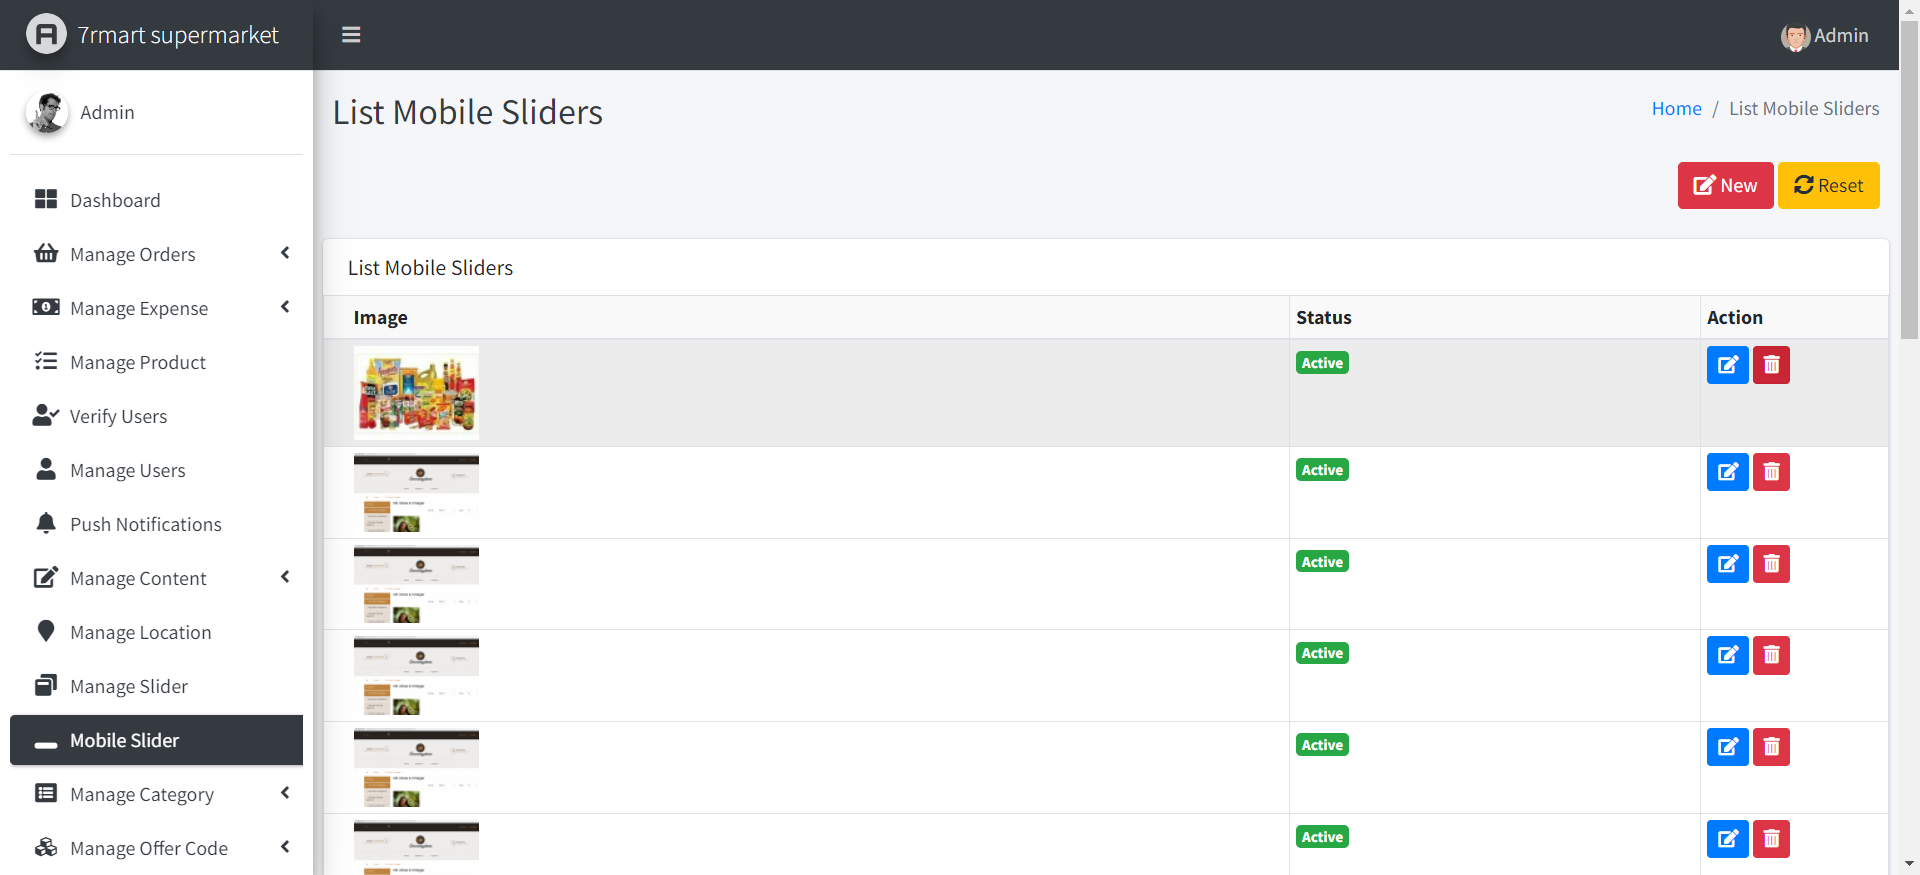 7rmart supermarket
Admin
Admin
List Mobile Sliders
Home / List Mobile Sliders
New
Reset
Dashboard
Manage Orders
Manage Expense
Manage Product
Verify Users
Manage Users
Push Notifications
Manage Content
Manage Location
Manage Slider
Mobile Slider
Manage Category
Manage Offer Code
List Mobile Sliders
Image Status Action
Active
Active
Active
Active
Active
Active